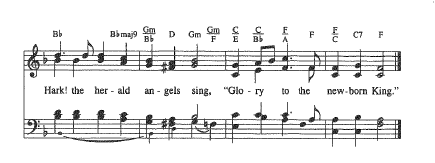 Gm Gm C C F F
Bb Bbmaj9 Bb D Gm F E Bb A F C C7 F
Hark! the her - ald an - gels sing, "Glo - ry to the new-born King."